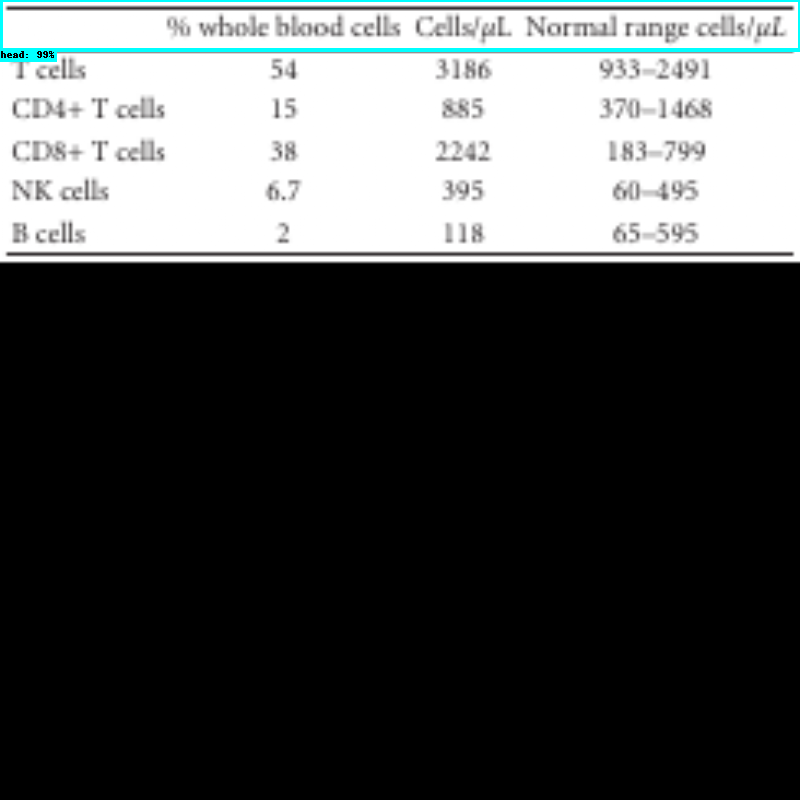 % whole blood cells Cells/μL Normal range cells/μL
head: 99%
T cells 54 3186 933–2491
CD4+ T cells 15 885 370–1468
CD8+ T cells 38 2242 183–799
NK cells 6.7 395 60–495
B cells 2 118 65–595